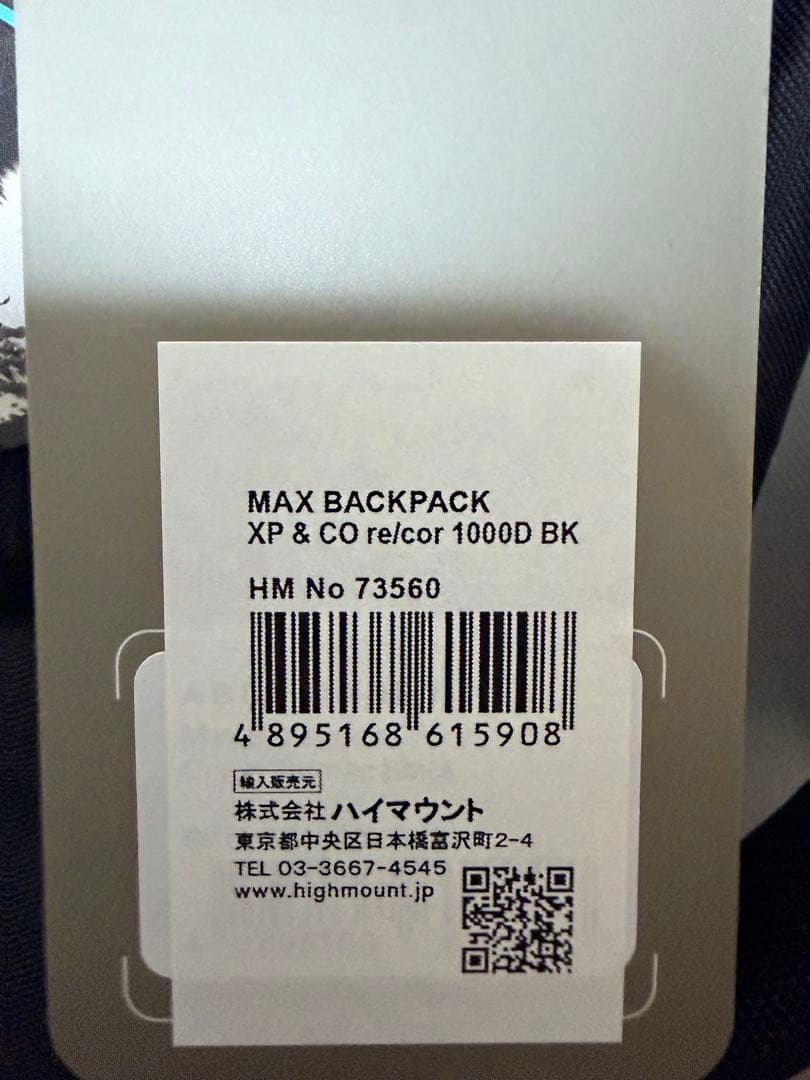 MAX BACKPACK
XP & CO re/cor 1000D BK
HM No 73560
4 895168 615908
輸入販売元
株式会社 ハイマウント
東京都中央区日本橋富沢町2-4
TEL 03-3667-4545
www.highmount.jp